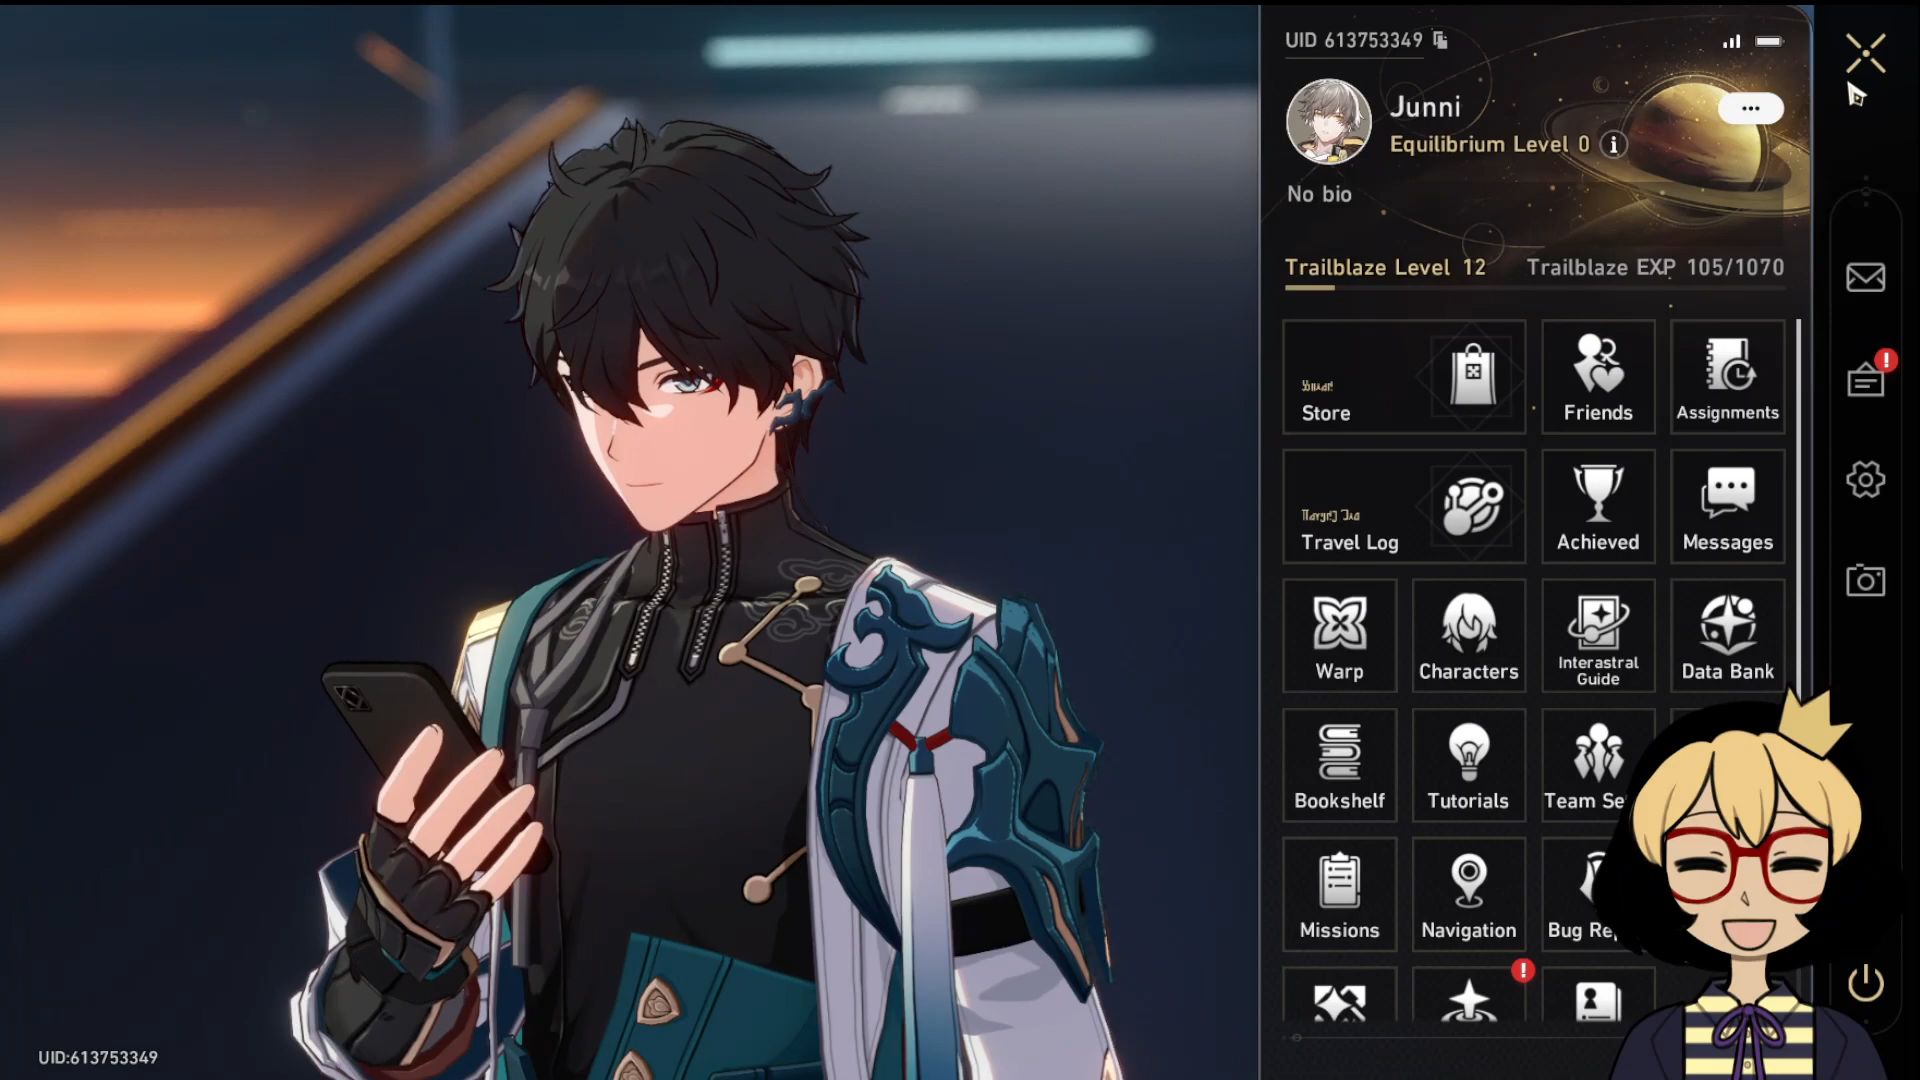 UID 613753349
Junni
...
Equilibrium Level 0
No bio
Trailblaze Level 12 Trailblaze EXP 105/1070
Store
Friends
Assignments
Travel Log
Achieved
Messages
Warp
Characters
Interastral
Guide
Data Bank
Bookshelf
Tutorials
Team Se
Missions
Navigation
Bug Rep
UID:613753349